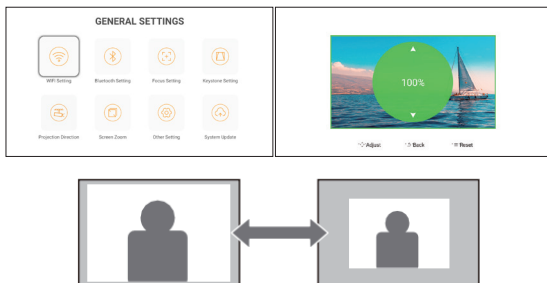 GENERAL SETTINGS
WiFi Setting
Bluetooth Setting
Focus Setting
Keystone Setting
Projection Direction
Screen Zoom
Other Setting
System Update
100%
Adjust
Back
Reset